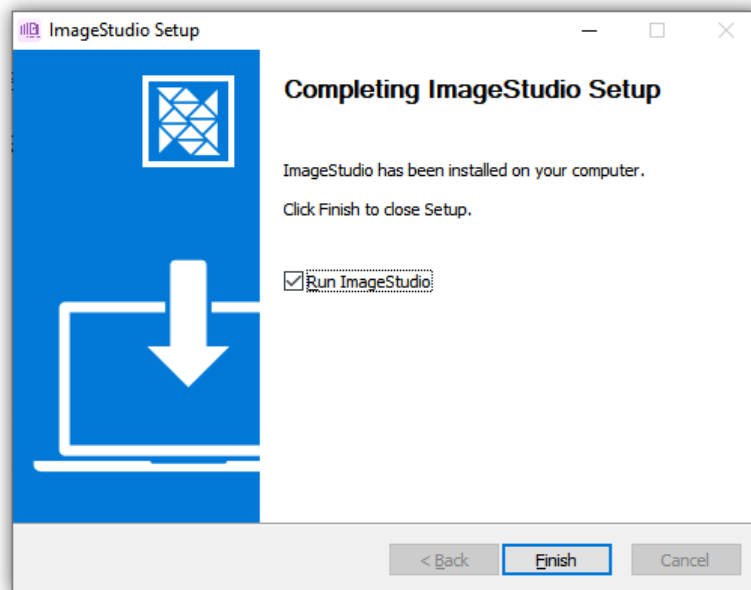 ImageStudio Setup
Completing ImageStudio Setup
ImageStudio has been installed on your computer.
Click Finish to close Setup.
Run ImageStudio
< Back
Finish
Cancel